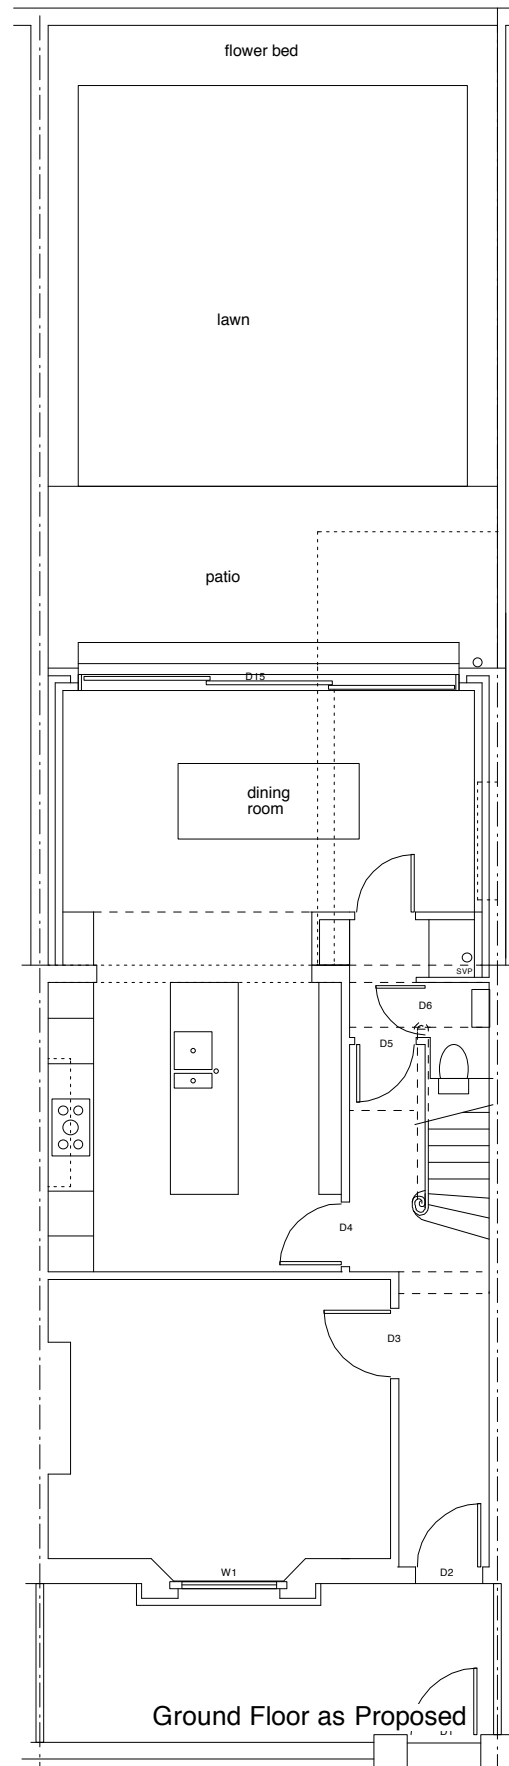 flower bed
lawn
patio
D15
dining
room
SVP
D6
D5
D4
D3
W1
D2
Ground Floor as Proposed